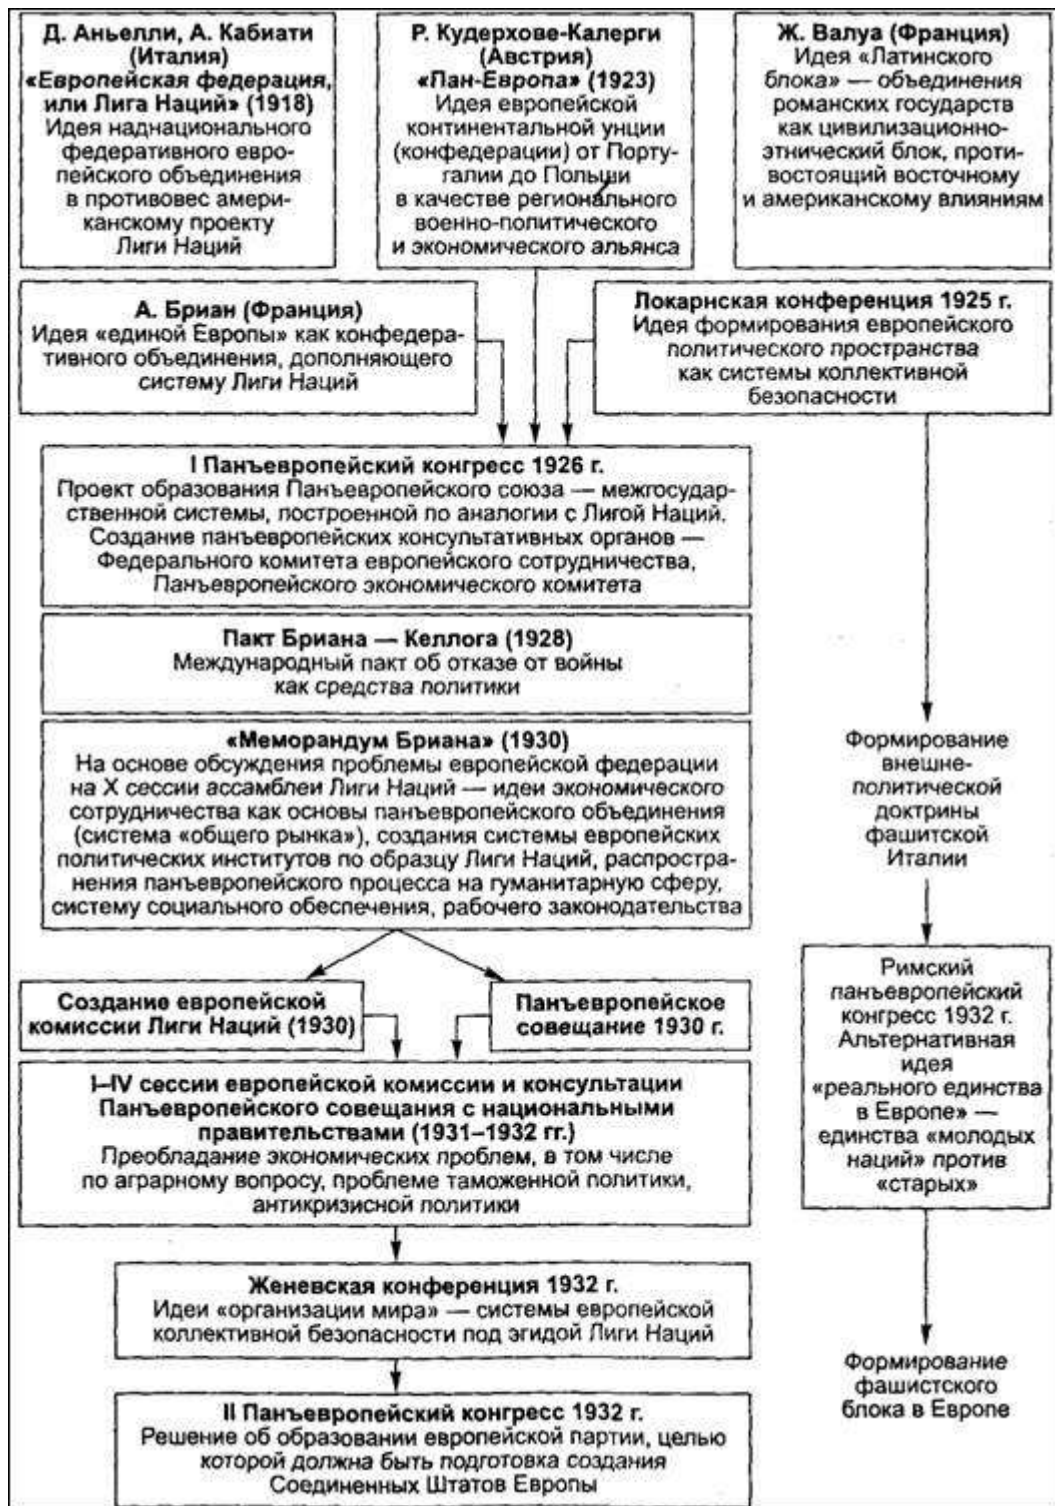 Д. Аньелли, А. Кабиати
(Италия)
«Европейская федерация,
или Лига Наций» (1918)
Идея наднационального
федеративного евро-
пейского объединения
в противовес амери-
канскому проекту
Лиги Наций
Р. Кудерхове-Калерги
(Австрия)
«Пан-Европа» (1923)
Идея европейской
континентальной унции
(конфедерации) от Порту-
галии до Польши
в качестве регионального
военно-политического
и экономического альянса
Ж. Валуа (Франция)
Идея «Латинского
блока» — объединения
романских государств
как цивилизационно-
этнический блок, проти-
востоящий восточному
и американскому влияниям
А. Бриан (Франция)
Идея «единой Европы» как конфедера-
тивного объединения, дополняющего
систему Лиги Наций
Локарнская конференция 1925 г.
Идея формирования европейского
политического пространства
как системы коллективной
безопасности
I Панъевропейский конгресс 1926 г.
Проект образования Панъевропейского союза — межгосудар-
ственной системы, построенной по аналогии с Лигой Наций.
Создание панъевропейских консультативных органов —
Федерального комитета европейского сотрудничества,
Панъевропейского экономического комитета
Пакт Бриана — Келлога (1928)
Международный пакт об отказе от войны
как средства политики
«Меморандум Бриана» (1930)
На основе обсуждения проблемы европейской федерации
на X сессии ассамблеи Лиги Наций — идеи экономического
сотрудничества как основы панъевропейского объединения
(система «общего рынка»), создания системы европейских
политических институтов по образцу Лиги Наций, распростра-
нения панъевропейского процесса на гуманитарную сферу,
систему социального обеспечения, рабочего законодательства
Формирование
внешне-
политической
доктрины
фашитской
Италии
Создание европейской
комиссии Лиги Наций (1930)
Панъевропейское
совещание 1930 г.
Римский
панъевропейский
конгресс 1932 г.
Альтернативная
идея
«реального единства
в Европе» —
единства «молодых
наций» против
«старых»
I–IV сессии европейской комиссии и консультации
Панъевропейского совещания с национальными
правительствами (1931–1932 гг.)
Преобладание экономических проблем, в том числе
по аграрному вопросу, проблеме таможенной политики,
антикризисной политики
Женевская конференция 1932 г.
Идеи «организации мира» — системы европейской
коллективной безопасности под эгидой Лиги Наций
Формирование
фашистского
блока в Европе
II Панъевропейский конгресс 1932 г.
Решение об образовании европейской партии, целью
которой должна быть подготовка создания
Соединенных Штатов Европы